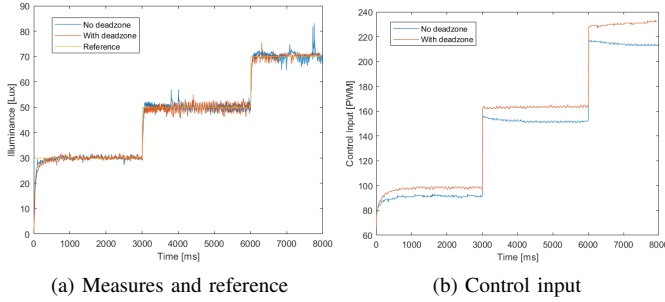 90
80
70
60
50
40
30
20
10
0
Illuminance [Lux]
No deadzone
With deadzone
Reference
0 1000 2000 3000 4000 5000 6000 7000 8000
Time [ms]
(a) Measures and reference
240
220
200
180
160
140
120
100
80
60
Control Input [PWM]
No deadzone
With deadzone
0 1000 2000 3000 4000 5000 6000 7000 8000
Time [ms]
(b) Control input